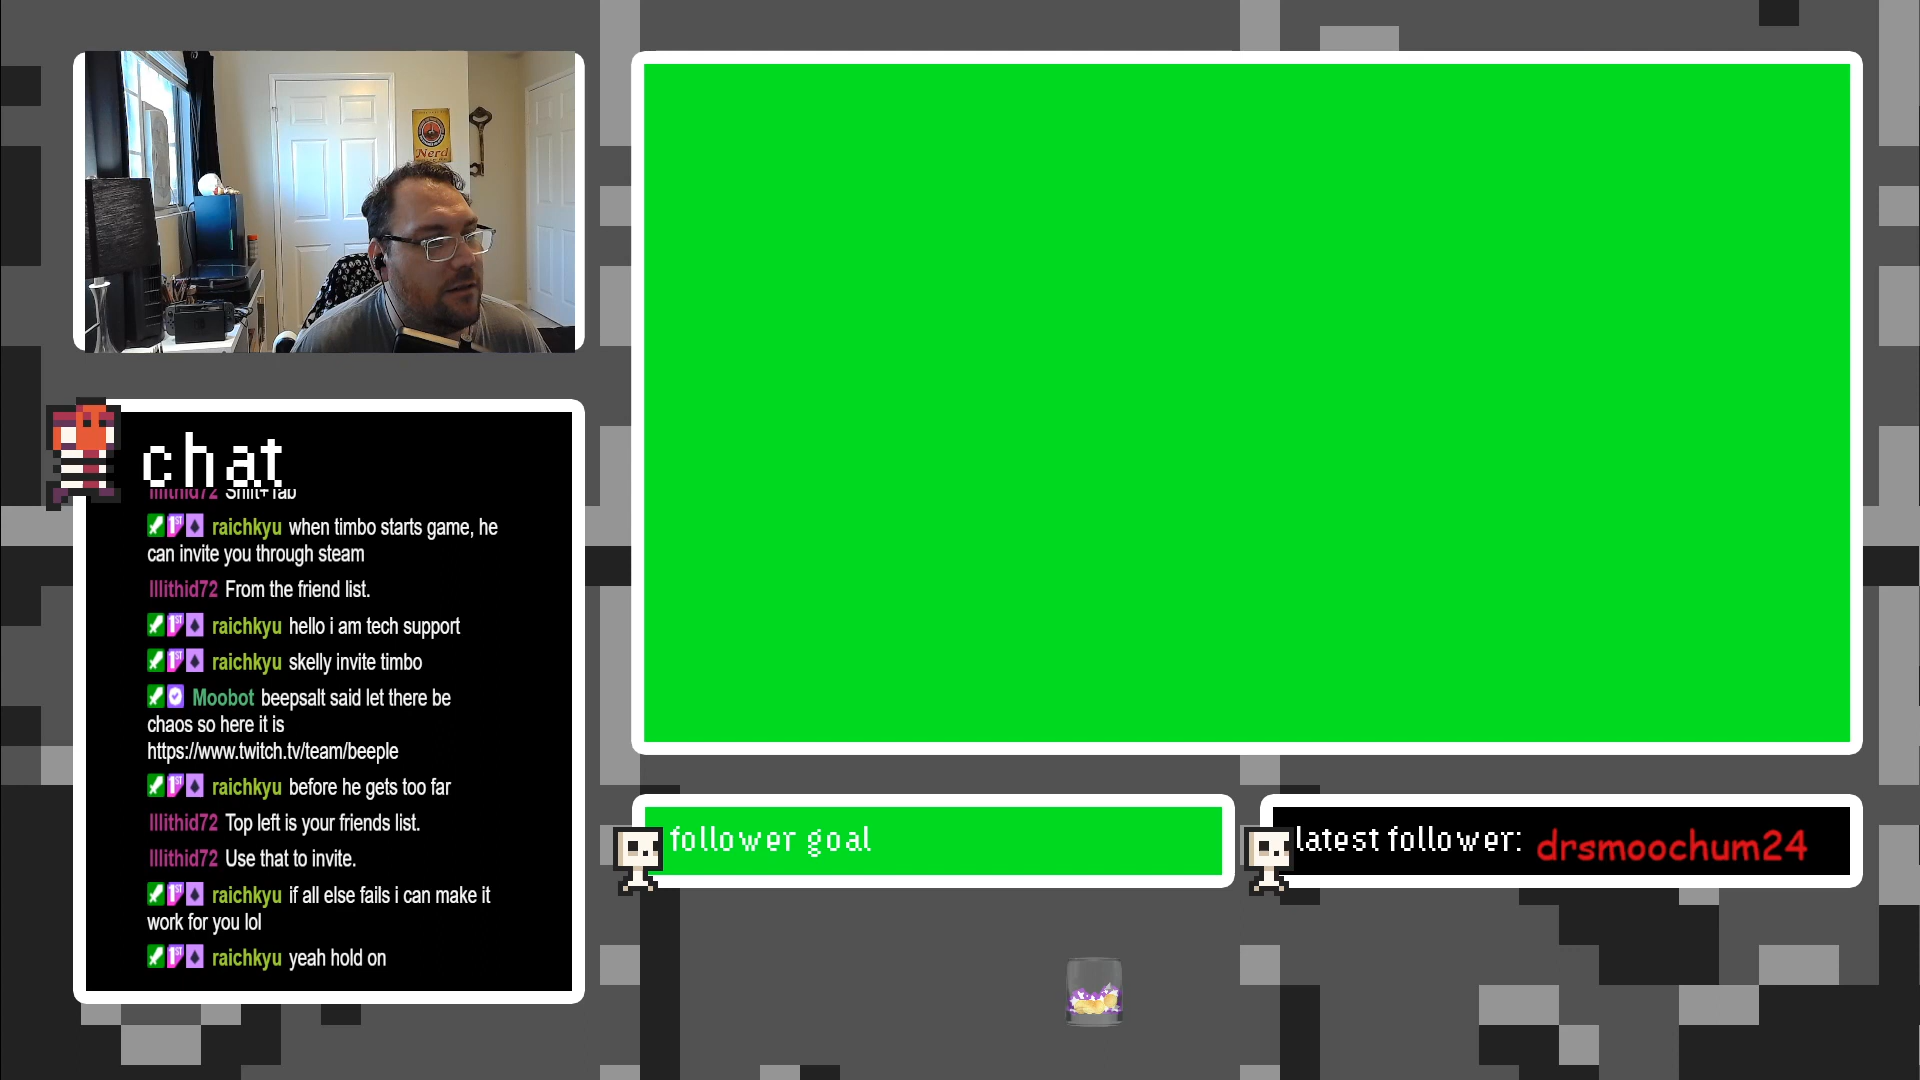 Nerd
chat
Illithid72 Shift+Tab
raichkyu when timbo starts game, he
can invite you through steam
Illithid72 From the friend list.
raichkyu hello i am tech support
raichkyu skelly invite timbo
Moobot beepsalt said let there be
chaos so here it is
https://www.twitch.tv/team/beeple
raichkyu before he gets too far
Illithid72 Top left is your friends list.
Illithid72 Use that to invite.
raichkyu if all else fails i can make it
work for you lol
raichkyu yeah hold on
follower goal
latest follower: drsmoochum24